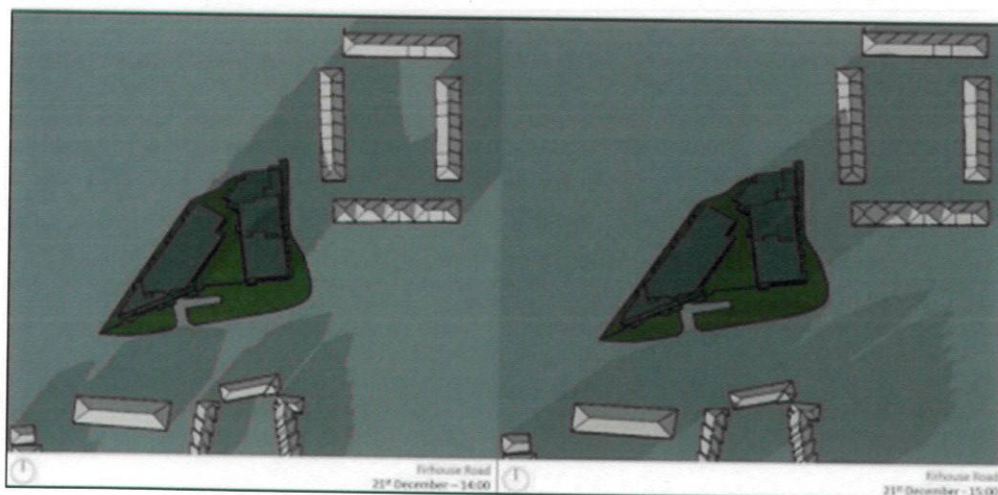 Firhouse Road
21st December – 14:00
Firhouse Road
21st December - 15:00